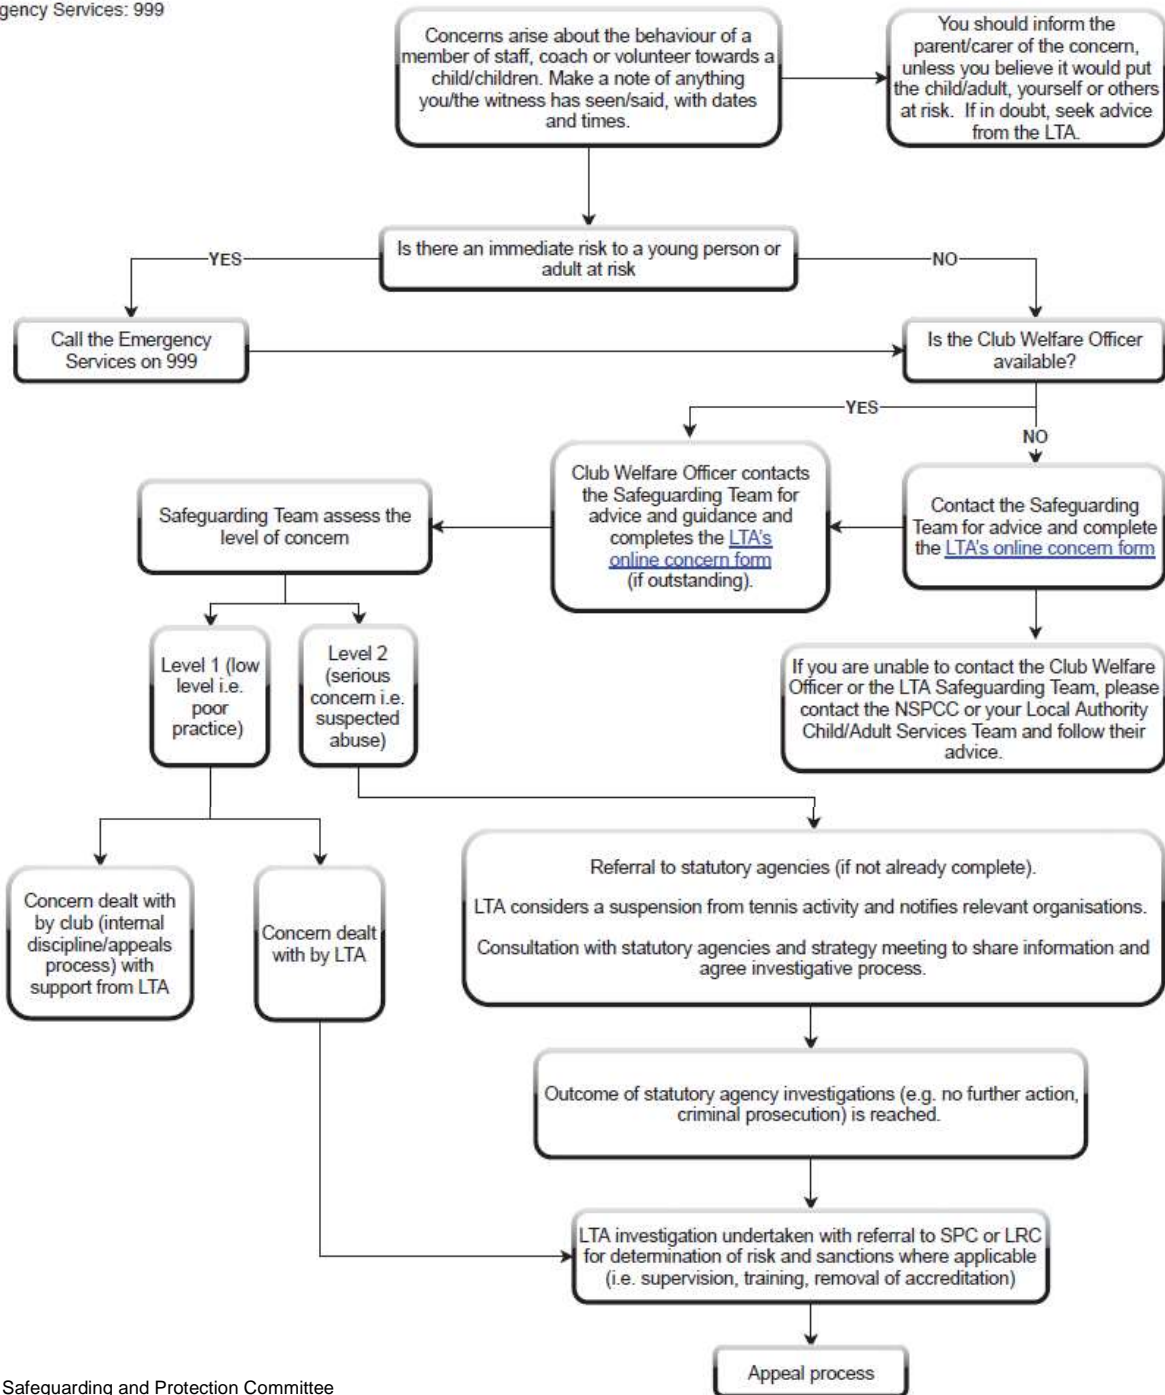 gency Services: 999
Concerns arise about the behaviour of a
member of staff, coach or volunteer towards a
child/children. Make a note of anything
you/the witness has seen/said, with dates
and times.
You should inform the
parent/carer of the concern,
unless you believe it would put
the child/adult, yourself or others
at risk. If in doubt, seek advice
from the LTA.
Is there an immediate risk to a young person or
adult at risk
YES
NO
Call the Emergency
Services on 999
Is the Club Welfare Officer
available?
YES
NO
Club Welfare Officer contacts
the Safeguarding Team for
advice and guidance and
completes the LTA's
online concern form
(if outstanding).
Contact the Safeguarding
Team for advice and complete
the LTA's online concern form
Safeguarding Team assess the
level of concern
Level 1 (low
level i.e.
poor
practice)
Level 2
(serious
concern i.e.
suspected
abuse)
If you are unable to contact the Club Welfare
Officer or the LTA Safeguarding Team, please
contact the NSPCC or your Local Authority
Child/Adult Services Team and follow their
advice.
Concern dealt with
by club (internal
discipline/appeals
process) with
support from LTA
Concern dealt
with by LTA
Referral to statutory agencies (if not already complete).
LTA considers a suspension from tennis activity and notifies relevant organisations.
Consultation with statutory agencies and strategy meeting to share information and
agree investigative process.
Outcome of statutory agency investigations (e.g. no further action,
criminal prosecution) is reached.
LTA investigation undertaken with referral to SPC or LRC
for determination of risk and sanctions where applicable
(i.e. supervision, training, removal of accreditation)
Appeal process
Safeguarding and Protection Committee